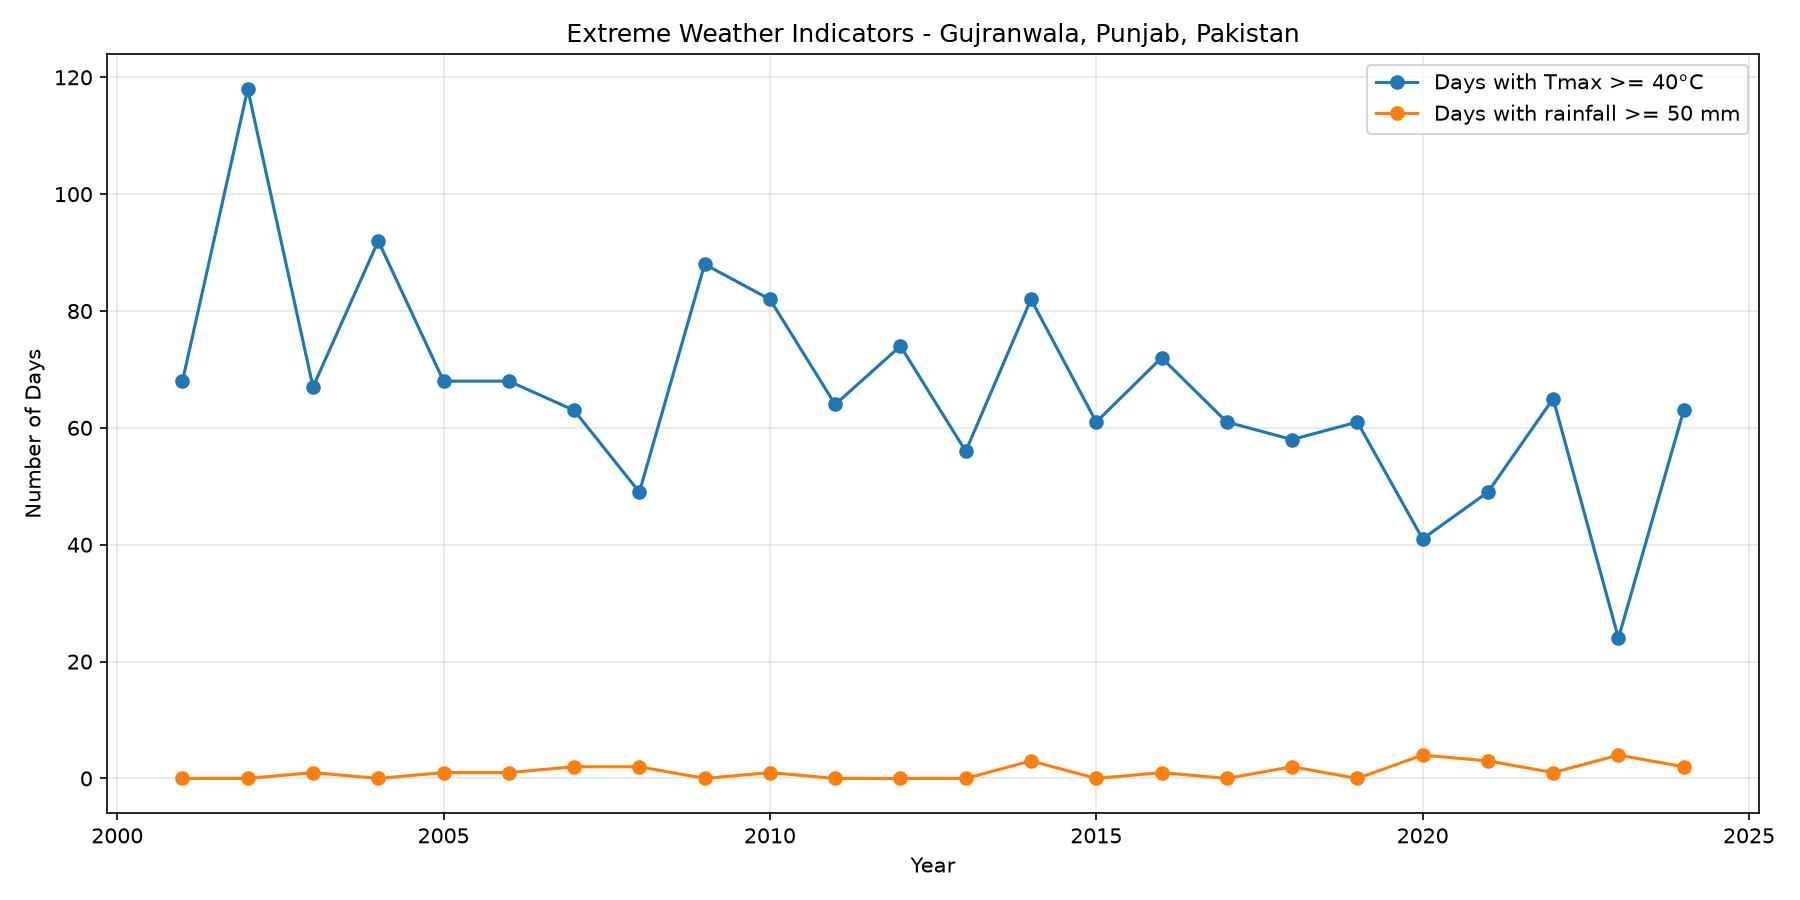 Extreme Weather Indicators - Gujranwala, Punjab, Pakistan
Days with Tmax >= 40°C
Days with rainfall >= 50 mm
Number of Days
120
100
80
60
40
20
0
2000 2005 2010 2015 2020 2025
Year